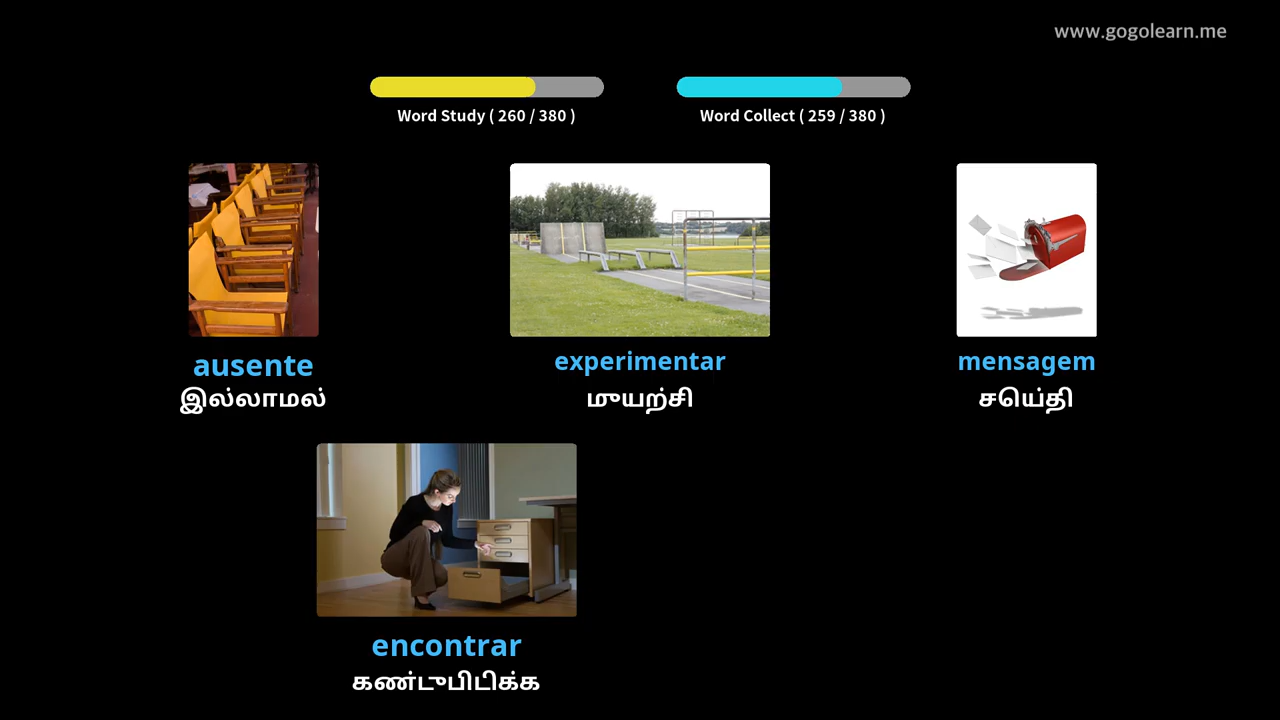 www.gogolearn.me
Word Study ( 260 / 380 )
Word Collect ( 259 / 380 )
ausente
இல்லாமல்
experimentar
முயற்சி
mensagem
செய்தி
encontrar
கண்டுபிடிக்க